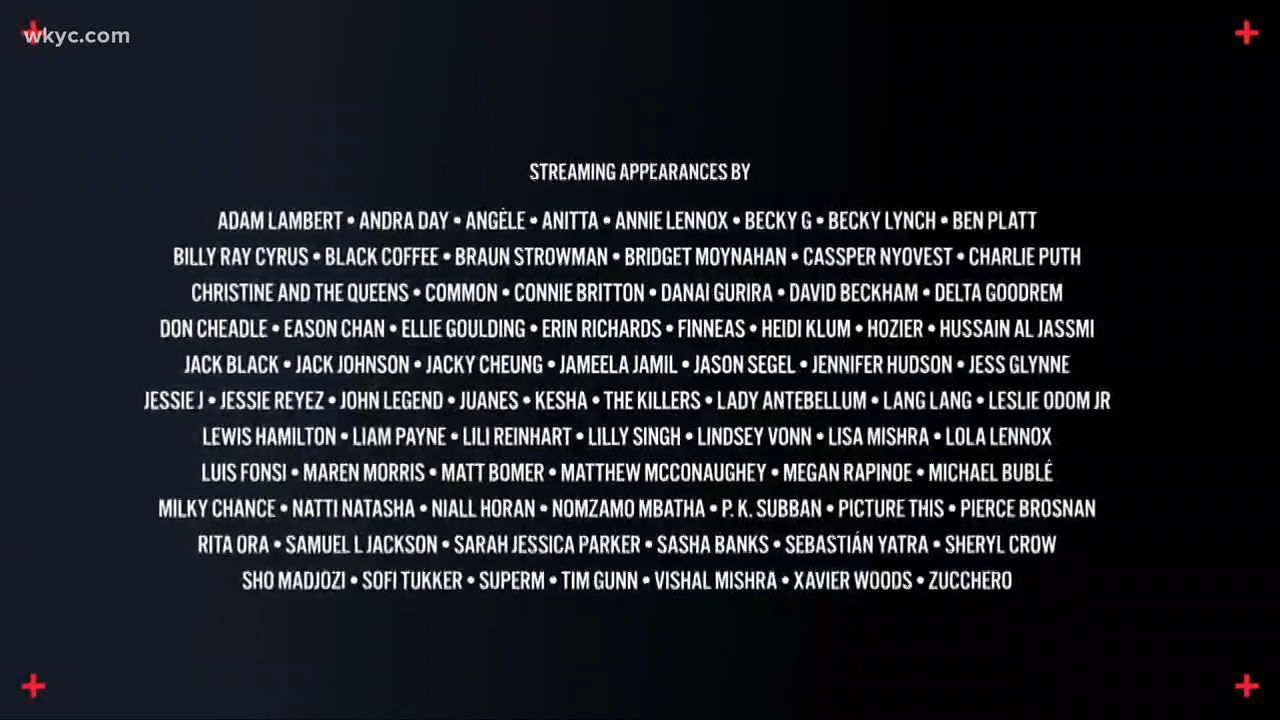 wkyc.com
STREAMING APPEARANCES BY
ADAM LAMBERT • ANDRA DAY • ANGÈLE • ANITTA • ANNIE LENNOX • BECKY G • BECKY LYNCH • BEN PLATT
BILLY RAY CYRUS • BLACK COFFEE • BRAUN STROWMAN • BRIDGET MOYNAHAN • CASSPER NYOVEST • CHARLIE PUTH
CHRISTINE AND THE QUEENS • COMMON • CONNIE BRITTON • DANAI GURIRA • DAVID BECKHAM • DELTA GOODREM
DON CHEADLE • EASON CHAN • ELLIE GOULDING • ERIN RICHARDS • FINNEAS • HEIDI KLUM • HOZIER • HUSSAIN AL JASSMI
JACK BLACK • JACK JOHNSON • JACKY CHEUNG • JAMEELA JAMIL • JASON SEGEL • JENNIFER HUDSON • JESS GLYNNE
JESSIE J • JESSIE REYEZ • JOHN LEGEND • JUANES • KESHA • THE KILLERS • LADY ANTEBELLUM • LANG LANG • LESLIE ODOM JR
LEWIS HAMILTON • LIAM PAYNE • LILI REINHART • LILLY SINGH • LINDSEY VONN • LISA MISHRA • LOLA LENNOX
LUIS FONSI • MAREN MORRIS • MATT BOMER • MATTHEW MCCONAUGHEY • MEGAN RAPINOE • MICHAEL BUBLÉ
MILKY CHANCE • NATTI NATASHA • NIALL HORAN • NOMZAMO MBATHA • P. K. SUBBAN • PICTURE THIS • PIERCE BROSNAN
RITA ORA • SAMUEL L JACKSON • SARAH JESSICA PARKER • SASHA BANKS • SEBASTIÁN YATRA • SHERYL CROW
SHO MADJOZI • SOFI TUKKER • SUPERM • TIM GUNN • VISHAL MISHRA • XAVIER WOODS • ZUCCHERO